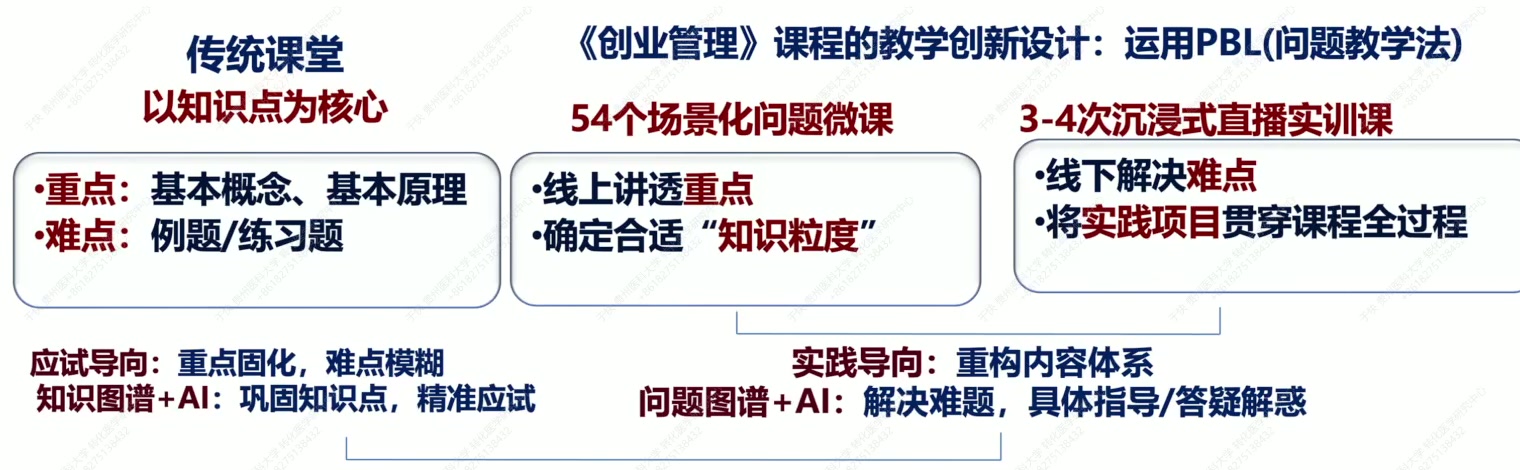 传统课堂
以知识点为核心
•重点：基本概念、基本原理
•难点：例题/练习题
《创业管理》课程的教学创新设计：运用PBL(问题教学法)
54个场景化问题微课
•线上讲透重点
•确定合适“知识粒度”
3-4次沉浸式直播实训课
•线下解决难点
•将实践项目贯穿课程全过程
应试导向：重点固化，难点模糊
知识图谱+AI：巩固知识点，精准应试
实践导向：重构内容体系
问题图谱+AI：解决难题，具体指导/答疑解惑